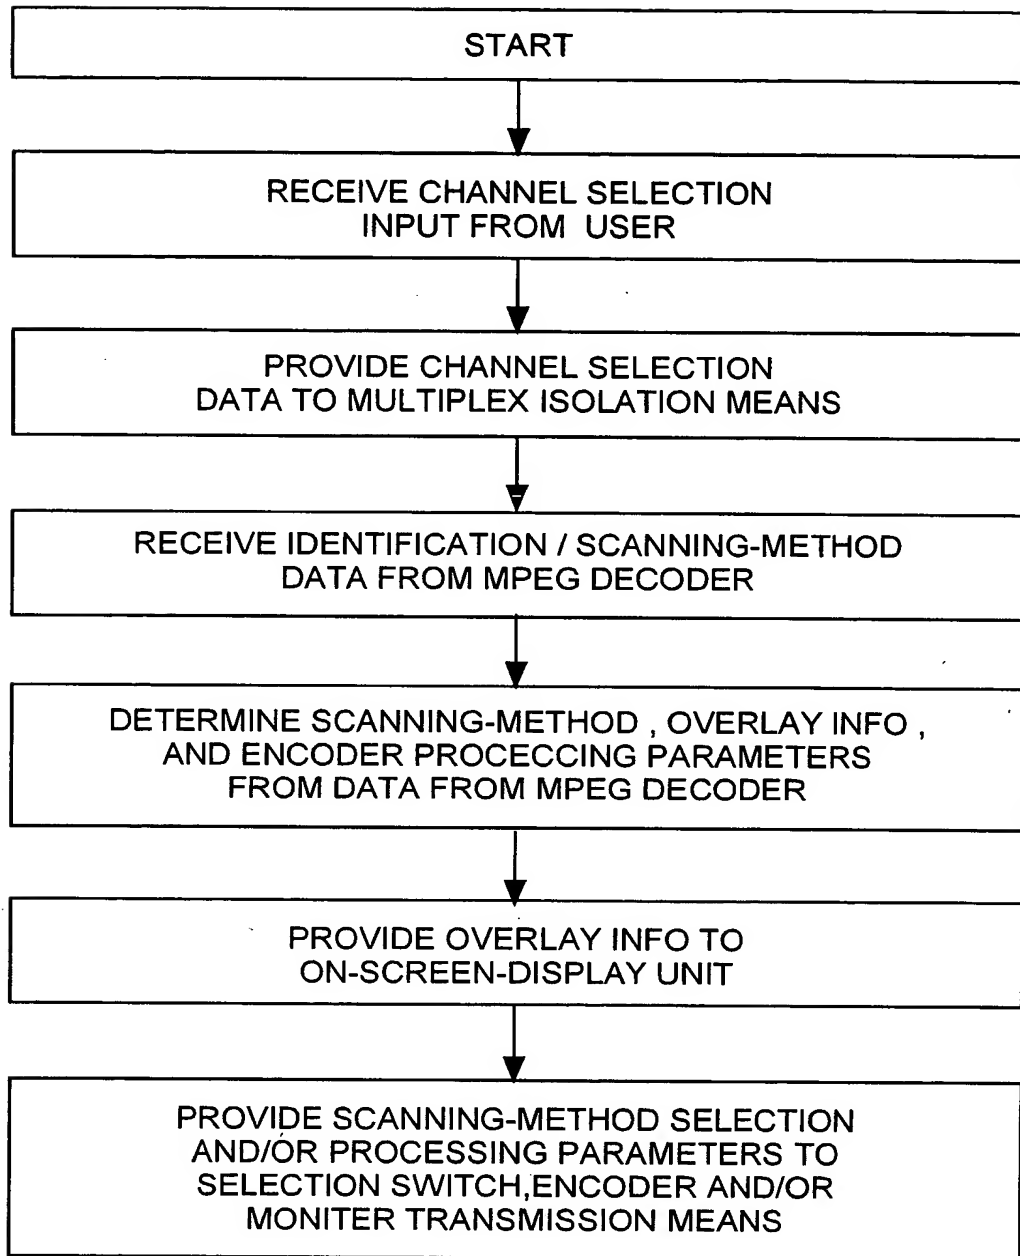 START
RECEIVE CHANNEL SELECTION
INPUT FROM USER
PROVIDE CHANNEL SELECTION
DATA TO MULTIPLEX ISOLATION MEANS
RECEIVE IDENTIFICATION / SCANNING-METHOD
DATA FROM MPEG DECODER
DETERMINE SCANNING-METHOD , OVERLAY INFO ,
AND ENCODER PROCECCING PARAMETERS
FROM DATA FROM MPEG DECODER
PROVIDE OVERLAY INFO TO
ON-SCREEN-DISPLAY UNIT
PROVIDE SCANNING-METHOD SELECTION
AND/OR PROCESSING PARAMETERS TO
SELECTION SWITCH,ENCODER AND/OR
MONITER TRANSMISSION MEANS